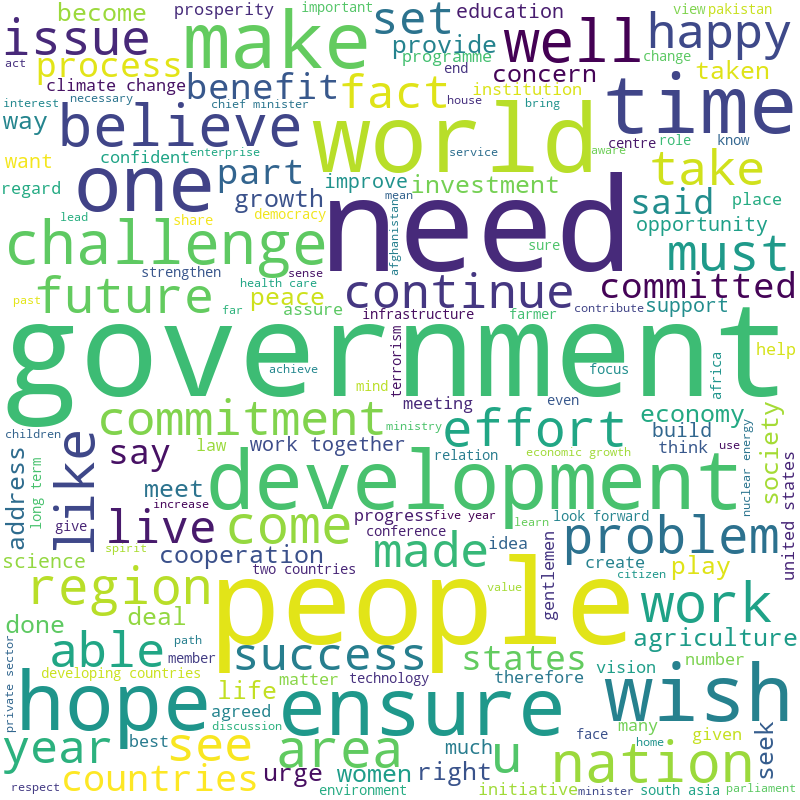 become
prosperity
important
education
view pakistan
issue
make
set
well
happy
act
process
provide
programme
change
climate change
benefit
fact
end
concern
institution
taken
interest
necessary
chief minister
house
bring
way
believe
world
time
want
confident
enterprise
part
service
centre
role
know
aware
regard
one
growth
improve
investment
mean
take
said
place
lead
share
democracy
need
opportunity
challenge
afghanistan
sure
must
strengthen
health care
sense
future
continue
committed
past
far
peace
assure
infrastructure
farmer
contribute
support
government
terrorism
achieve
focus
africa
help
mind
commitment
meeting
even
economy
children
ministry
effort
build
society
like
say
law
work together
relation
economic growth
think
nuclear energy
use
united states
address
long term
meet
development
increase
give
live
come
progress
five year
conference
learn
look forward
problem
science
spirit
cooperation
made
idea
gentlemen
create
play
two countries
citizen
region
people
value
work
done
deal
able
path
success
states
agriculture
private sector
member
developing countries
life
matter
technology
therefore
vision
number
hope
agreed
ensure
wish
discussion
many
given
year
best
see
area
much
u
face
home
nation
seek
countries
urge
women
right
initiative
minister
south asia
parliament
respect
environment